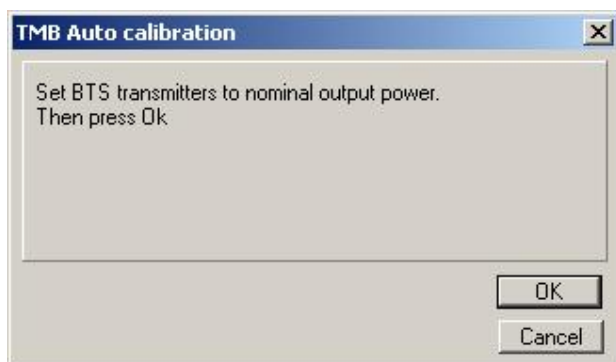 TMB Auto calibration
Set BTS transmitters to nominal output power.
Then press Ok
OK
Cancel